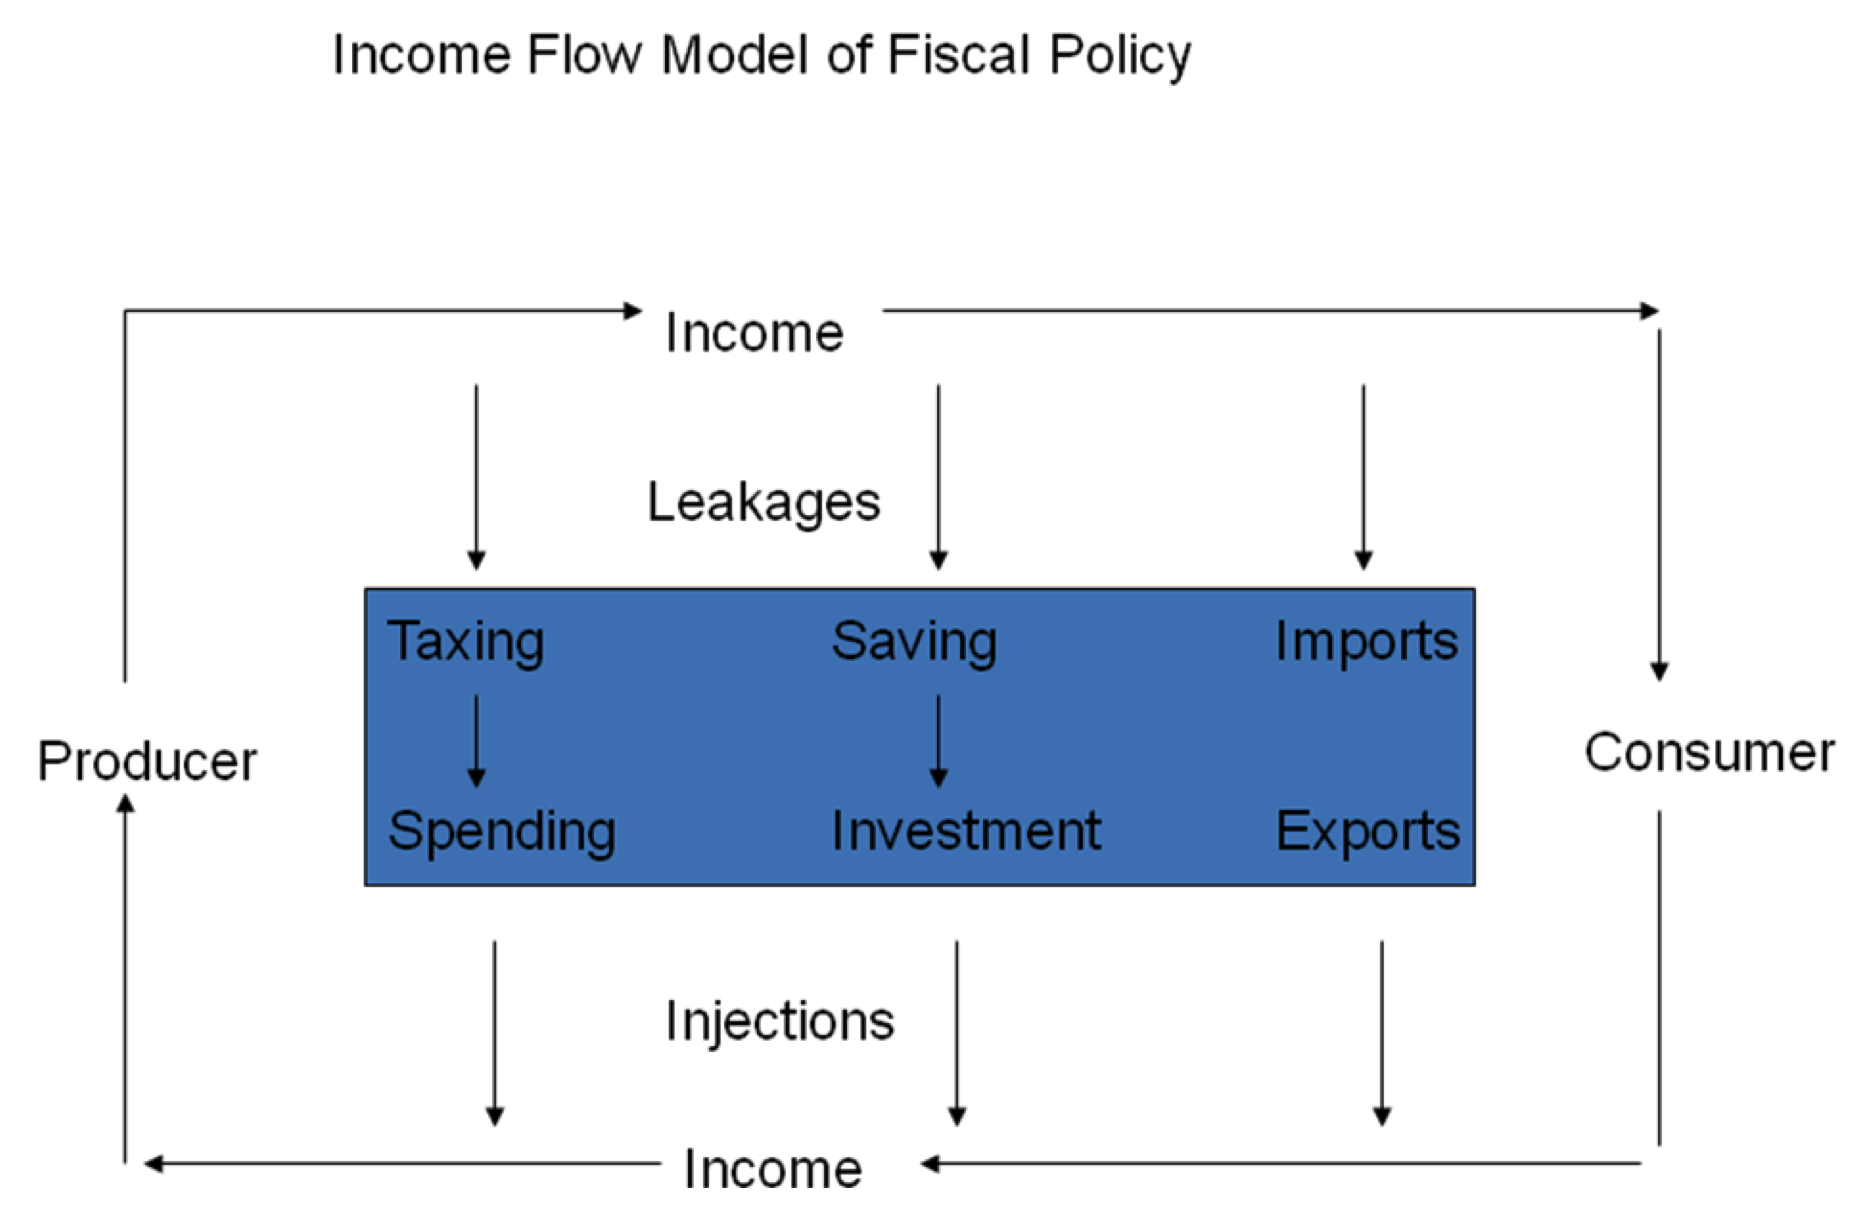 Income Flow Model of Fiscal Policy
Income
Leakages
Taxing Saving Imports
Producer Consumer
Spending Investment Exports
Injections
Income